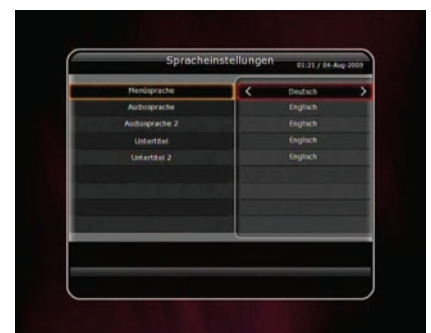 Spracheinstellungen 01:21 / 04-Aug-2009
Menüsprache Deutsch
Audiosprache Englisch
Audiosprache 2 Englisch
Untertitel Englisch
Untertitel 2 Englisch